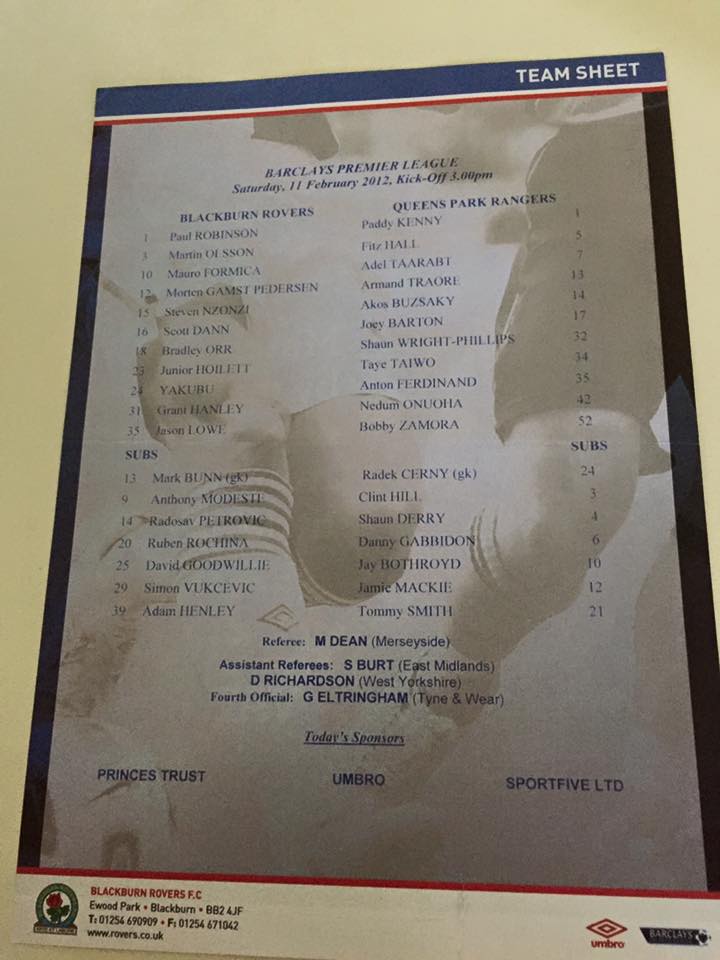 TEAM SHEET
BARCLAYS PREMIER LEAGUE
Saturday, 11 February 2012, Kick-Off 3.00pm
BLACKBURN ROVERS QUEENS PARK RANGERS
1 Paul ROBINSON Paddy KENNY 1
3 Martin OLSSON Fitz HALL 5
10 Mauro FORMICA Adel TAARABT 7
12 Morten GAMST PEDERSEN Armand TRAORE 13
15 Steven NZONZI Akos BUZSAKY 14
16 Scott DANN Joey BARTON 17
18 Bradley ORR Shaun WRIGHT-PHILLIPS 32
23 Junior HOILETT Taye TAIWO 34
24 YAKUBU Anton FERDINAND 35
31 Grant HANLEY Nedum ONUOHA 42
35 Jason LOWE Bobby ZAMORA 52
SUBS SUBS
13 Mark BUNN (gk) Radek CERNY (gk) 24
9 Anthony MODESTE Clint HILL 3
14 Radosav PETROVIC Shaun DERRY 4
20 Ruben ROCHINA Danny GABBIDON 6
25 David GOODWILLIE Jay BOTHROYD 10
29 Simon VUKCEVIC Jamie MACKIE 12
39 Adam HENLEY Tommy SMITH 21
Referee: M DEAN (Merseyside)
Assistant Referees: S BURT (East Midlands)
D RICHARDSON (West Yorkshire)
Fourth Official: G ELTRINGHAM (Tyne & Wear)
Today's Sponsors
PRINCES TRUST UMBRO SPORTFIVE LTD
BLACKBURN ROVERS F.C
Ewood Park • Blackburn • BB2 4JF
T: 01254 690909 • F: 01254 671042
www.rovers.co.uk
umbro
BARCLAYS